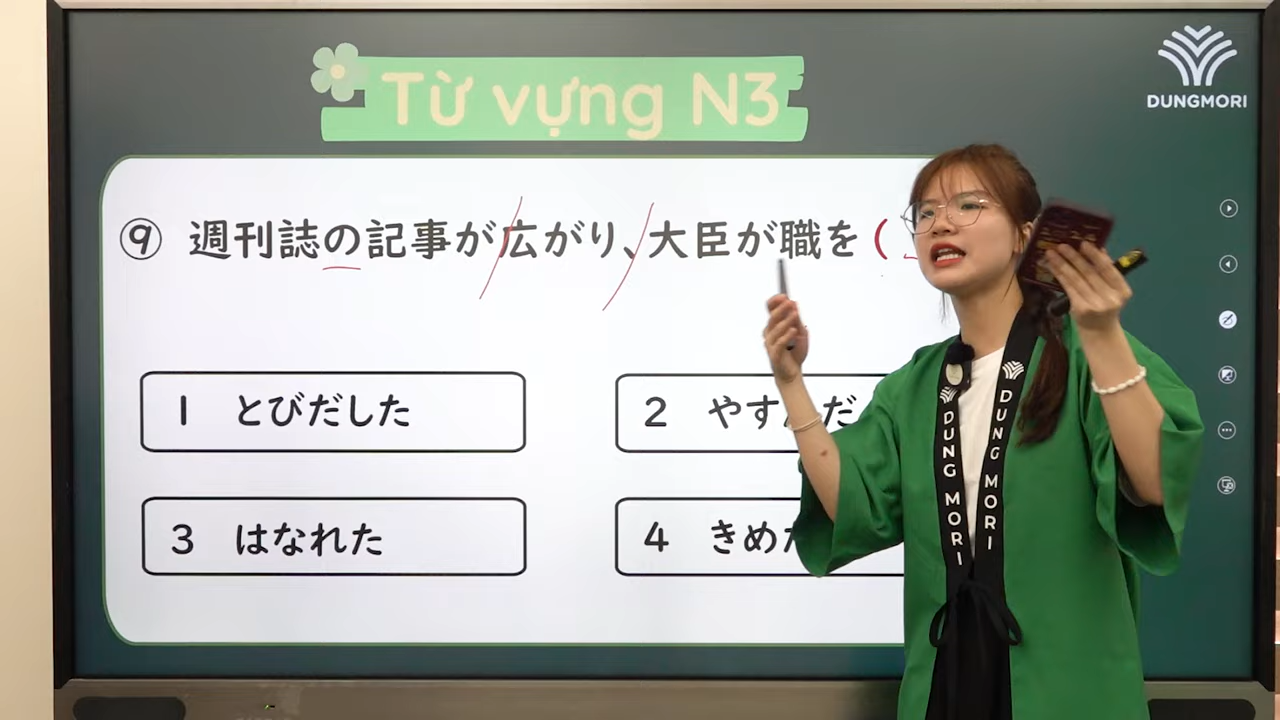 Từ vựng N3
DUNGMORI
⑨ 週刊誌の記事が広がり、大臣が職を(
1 とびだした
2 やす
3 はなれた
4 きめ
DUNG MORI
DUNG MORI